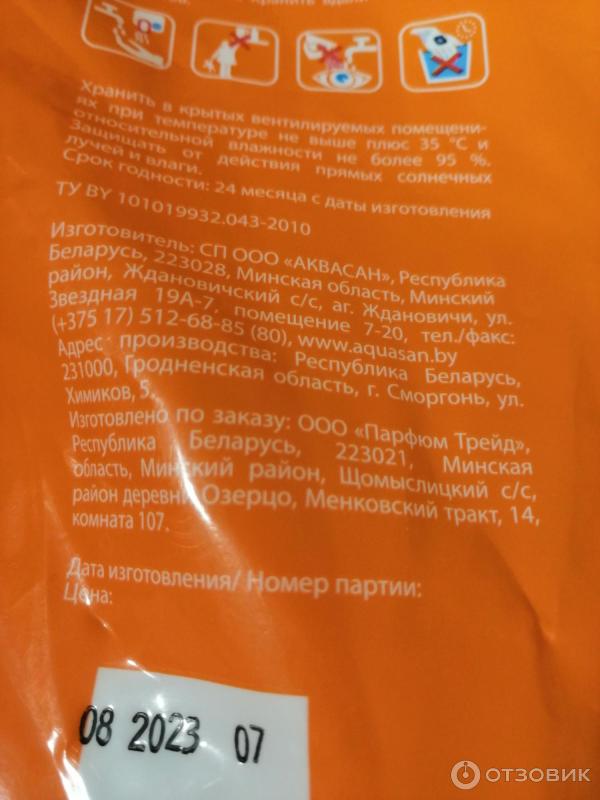 хранить вдали
Хранить в крытых вентилируемых помещени-
ях при температуре не выше плюс 35 °С и
относительной влажности не более 95 %.
Защищать от действия прямых солнечных
лучей и влаги.
Срок годности: 24 месяца с даты изготовления
ТУ BY 101019932.043-2010
Изготовитель: СП ООО «АКВАСАН», Республика
Беларусь, 223028, Минская область, Минский
район, Ждановичский с/с, аг. Ждановичи, ул.
Звездная 19А-7, помещение 7-20, тел./факс:
(+375 17) 512-68-85 (80), www.aquasan.by
Адрес производства: Республика Беларусь,
231000, Гродненская область, г. Сморгонь, ул.
Химиков, 5.
Изготовлено по заказу: ООО «Парфюм Трейд»,
Республика Беларусь, 223021, Минская
область, Минский район, Щомыслицкий с/с,
район деревни Озерцо, Менковский тракт, 14,
комната 107.
Дата изготовления/ Номер партии:
Цена:
08 2023 07
ОТЗОВИК